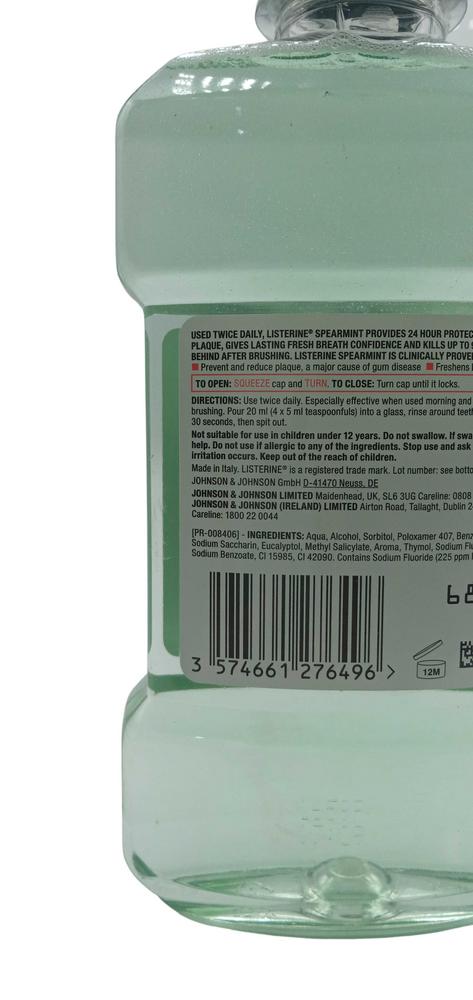 USED TWICE DAILY, LISTERINE® SPEARMINT PROVIDES 24 HOUR PROTEC
PLAQUE, GIVES LASTING FRESH BREATH CONFIDENCE AND KILLS UP TO 9
BEHIND AFTER BRUSHING. LISTERINE SPEARMINT IS CLINICALLY PROVE
Prevent and reduce plaque, a major cause of gum disease Freshens
TO OPEN: SQUEEZE cap and TURN. TO CLOSE: Turn cap until it locks.
DIRECTIONS: Use twice daily. Especially effective when used morning and
brushing. Pour 20 ml (4 x 5 ml teaspoonfuls) into a glass, rinse around teet
30 seconds, then spit out.
Not suitable for use in children under 12 years. Do not swallow. If swa
help. Do not use if allergic to any of the ingredients. Stop use and ask
irritation occurs. Keep out of the reach of children.
Made in Italy. LISTERINE® is a registered trade mark. Lot number: see botto
JOHNSON & JOHNSON GmbH D-41470 Neuss, DE
JOHNSON & JOHNSON LIMITED Maidenhead, UK, SL6 3UG Careline: 0808
JOHNSON & JOHNSON (IRELAND) LIMITED Airton Road, Tallaght, Dublin 2
Careline: 1800 22 0044
[PR-008406] - INGREDIENTS: Aqua, Alcohol, Sorbitol, Poloxamer 407, Benz
Sodium Saccharin, Eucalyptol, Methyl Salicylate, Aroma, Thymol, Sodium Flu
Sodium Benzoate, CI 15985, CI 42090. Contains Sodium Fluoride (225 ppm
68
3 574661 276496 >
12M